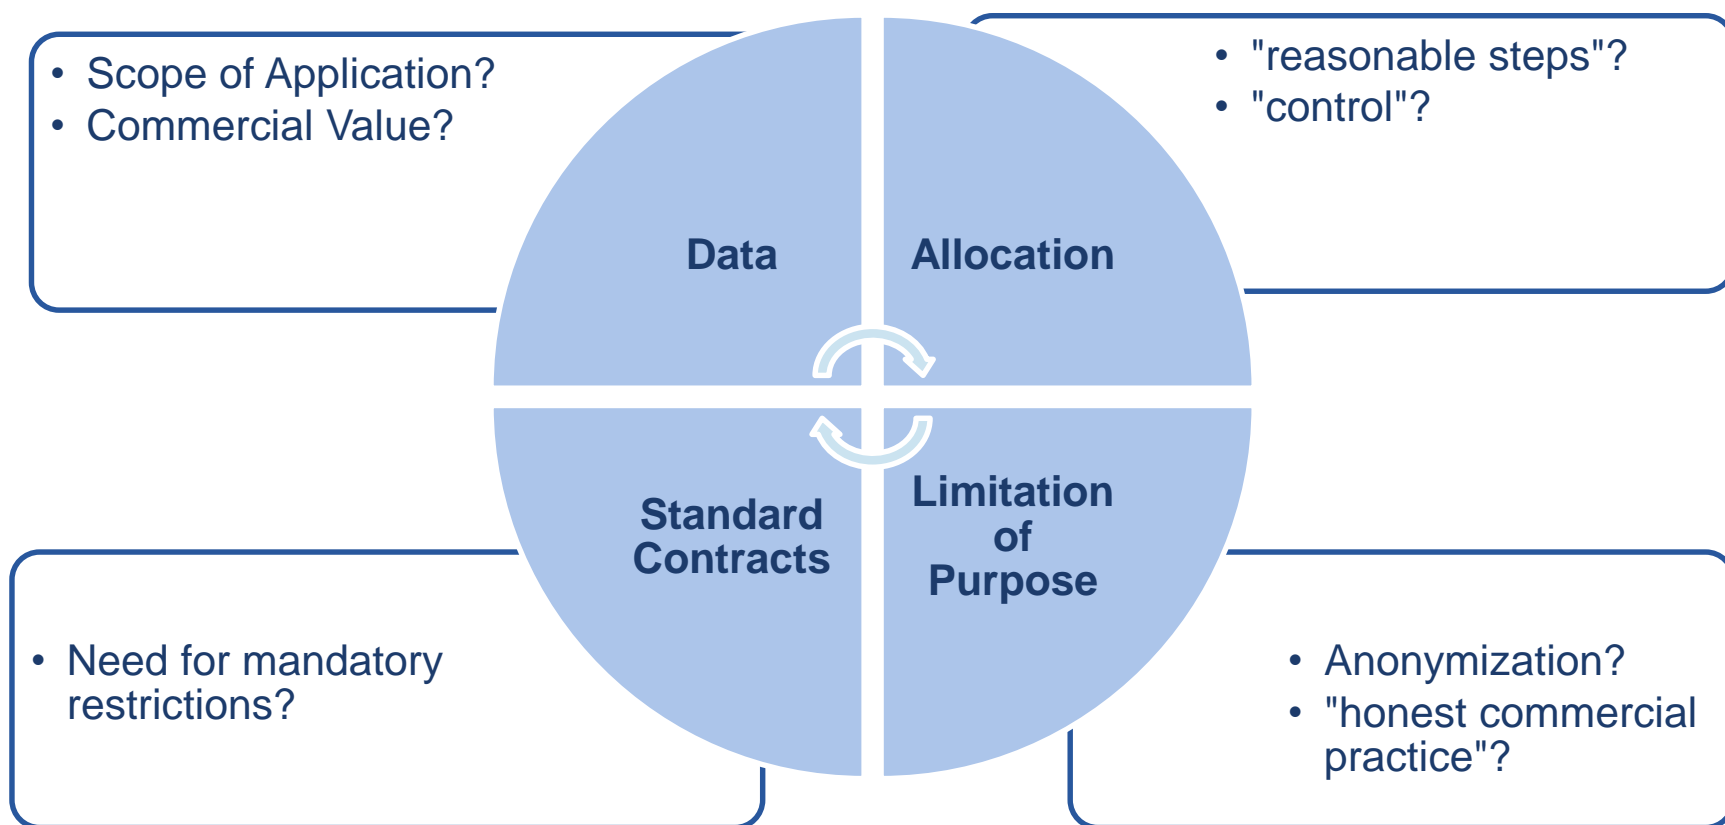 • Scope of Application?
• Commercial Value?
• "reasonable steps"?
• "control"?
Data
Allocation
Standard
Contracts
Limitation
of
Purpose
• Need for mandatory
restrictions?
• Anonymization?
• "honest commercial
practice"?